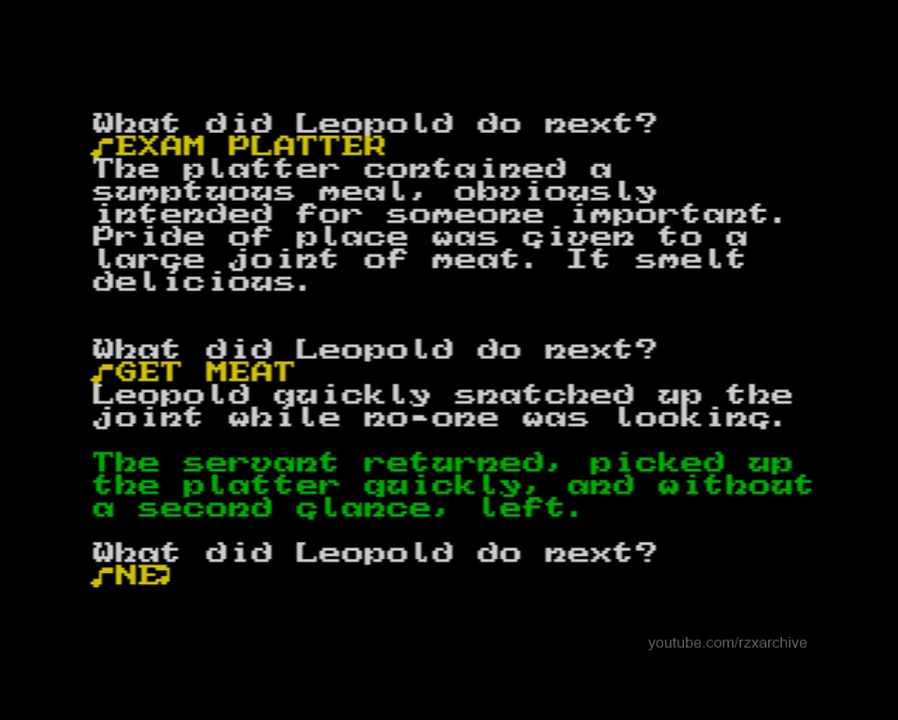 What did Leopold do next?
EXAM PLATTER
The platter contained a
sumptuous meal, obviously
intended for someone important.
Pride of place was given to a
large joint of meat. It smelt
delicious.
What did Leopold do next?
GET MEAT
Leopold quickly snatched up the
joint while no-one was looking.
The servant returned, picked up
the platter quickly, and without
a second glance, left.
What did Leopold do next?
NE
youtube.com/rzxarchive